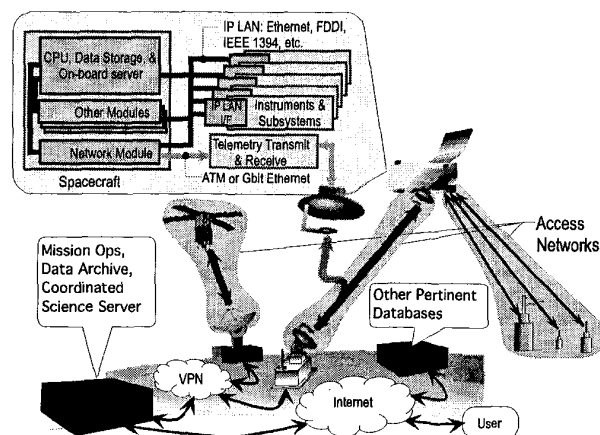 IP LAN: Ethernet, FDDI,
IEEE 1394, etc.
CPU, Data Storage, &
On-board server
Other Modules
IP LAN
I/F
Instruments &
Subsystems
Network Module
Telemetry Transmit
& Receive
Spacecraft
ATM or Gbit Ethernet
Access
Networks
Mission Ops,
Data Archive,
Coordinated
Science Server
Other Pertinent
Databases
VPN
Internet
User